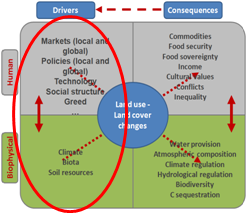 Drivers
Consequences
Human
Markets (local and
global)
Policies (local and
global)
Technology
Social structure
Greed
...
Commodities
Food security
Food sovereignty
Income
Cultural Values
Conflicts
Inequality
Land use -
Land cover
changes
Biophysical
Climate
Biota
Soil resources
Water provision
Atmospheric composition
Climate regulation
Hydrological regulation
Biodiversity
C sequestration